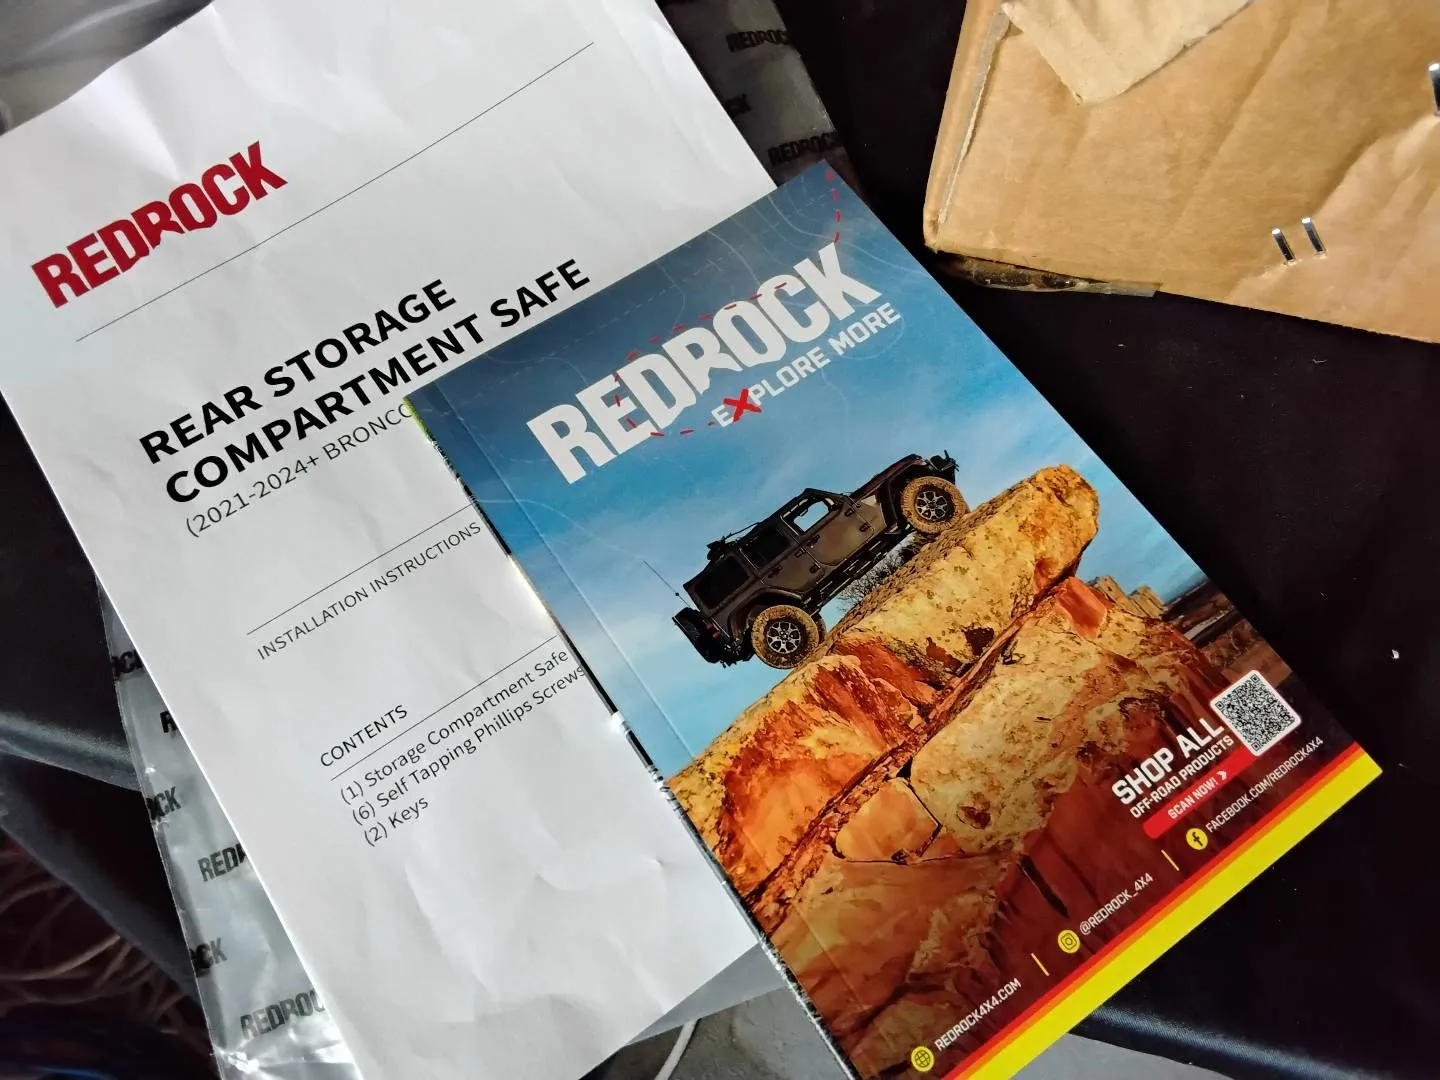 REDROCK
REAR STORAGE
COMPARTMENT SAFE
(2021-2024+ BRONCO
INSTALLATION INSTRUCTIONS
CONTENTS
(1) Storage Compartment Safe
(6) Self Tapping Phillips Screws
(2) Keys
REDROCK
EXPLORE MORE
SHOP ALL
OFF-ROAD PRODUCTS
SCAN NOW!
FACEBOOK.COM/REDROCK4X4
@REDROCK_4X4
REDROCK4X4.COM
REDROCK
REDROCK
REDROCK